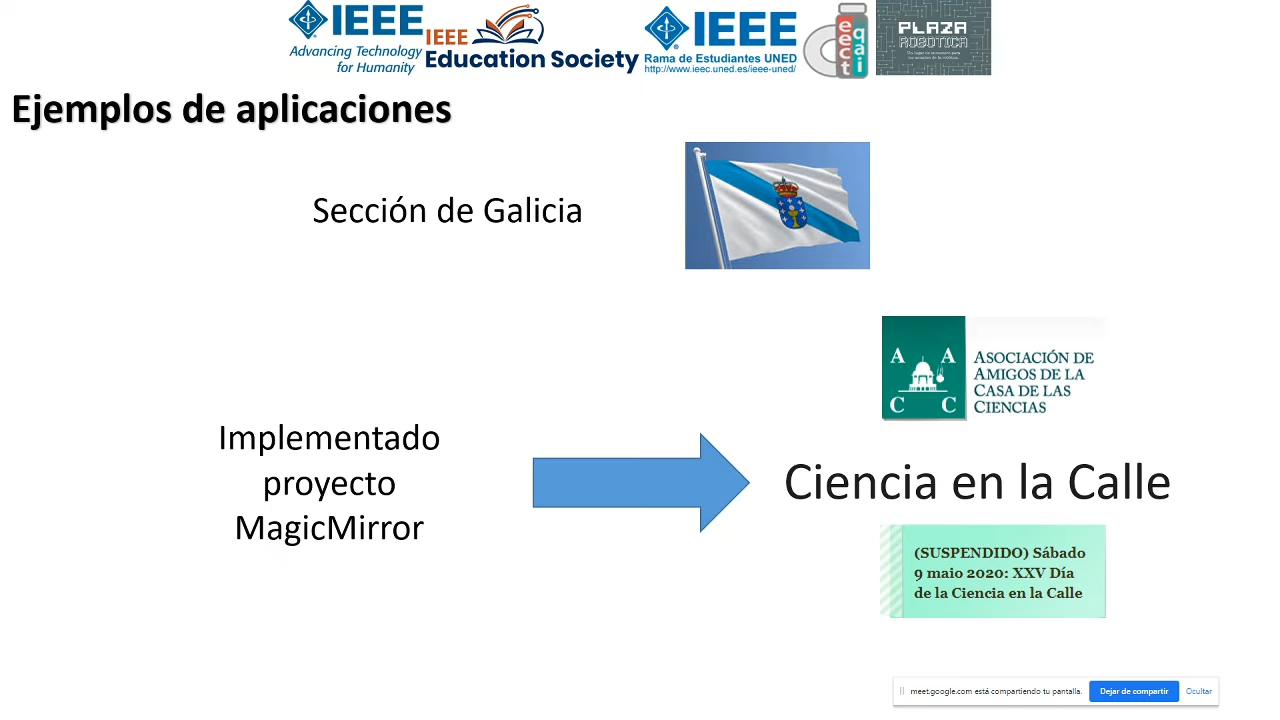 IEEE
Advancing Technology
for Humanity
IEEE
Education Society
IEEE
Rama de Estudiantes UNED
http://www.ieec.uned.es/ieee-uned/
eeect
eqai
PLAZA
ROBOTICA
Ejemplos de aplicaciones
Sección de Galicia
A A
C C
ASOCIACIÓN DE
AMIGOS DE LA
CASA DE LAS
CIENCIAS
Implementado
proyecto
MagicMirror
Ciencia en la Calle
(SUSPENDIDO) Sábado
9 maio 2020: XXV Día
de la Ciencia en la Calle
meet.google.com está compartiendo tu pantalla.
Dejar de compartir
Ocultar